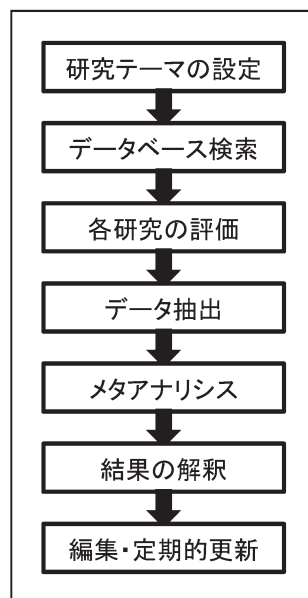 研究テーマの設定
データベース検索
各研究の評価
データ抽出
メタアナリシス
結果の解釈
編集・定期的更新